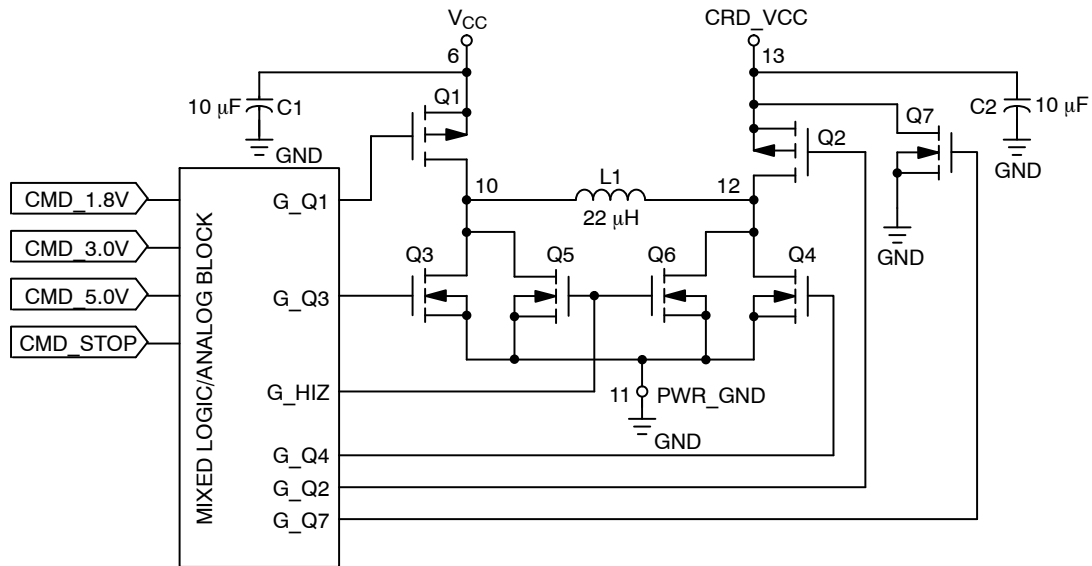 VCC
CRD_VCC
6
13
10 µF
C1
Q1
Q2
Q7
C2
10 µF
GND
GND
GND
10
L1
12
22 µH
CMD_1.8V
CMD_3.0V
CMD_5.0V
CMD_STOP
MIXED LOGIC/ANALOG BLOCK
G_Q1
Q3
Q5
Q6
Q4
G_Q3
G_HIZ
11
PWR_GND
GND
G_Q4
G_Q2
G_Q7